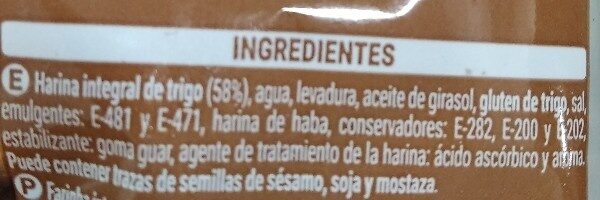 INGREDIENTES
E Harina integral de trigo (58%), agua, levadura, aceite de girasol, gluten de trigo, sal,
emulgentes: E-481 y E-471, harina de haba, conservadores: E-282, E-200 y E-202,
estabilizante: goma guar, agente de tratamiento de la harina: ácido ascórbico y aroma.
Puede contener trazas de semillas de sésamo, soja y mostaza.
P Farinha